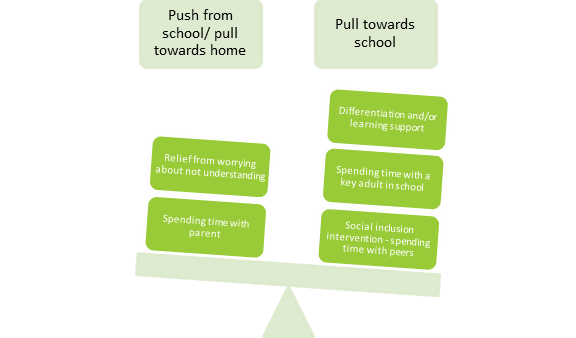 Push from
school/ pull
towards home
Pull towards
school
Relief from worrying
about not understanding
Spending time with
parent
Differentiation and/or
learning support
Spending time with a
key adult in school
Social inclusion
intervention - spending
time with peers